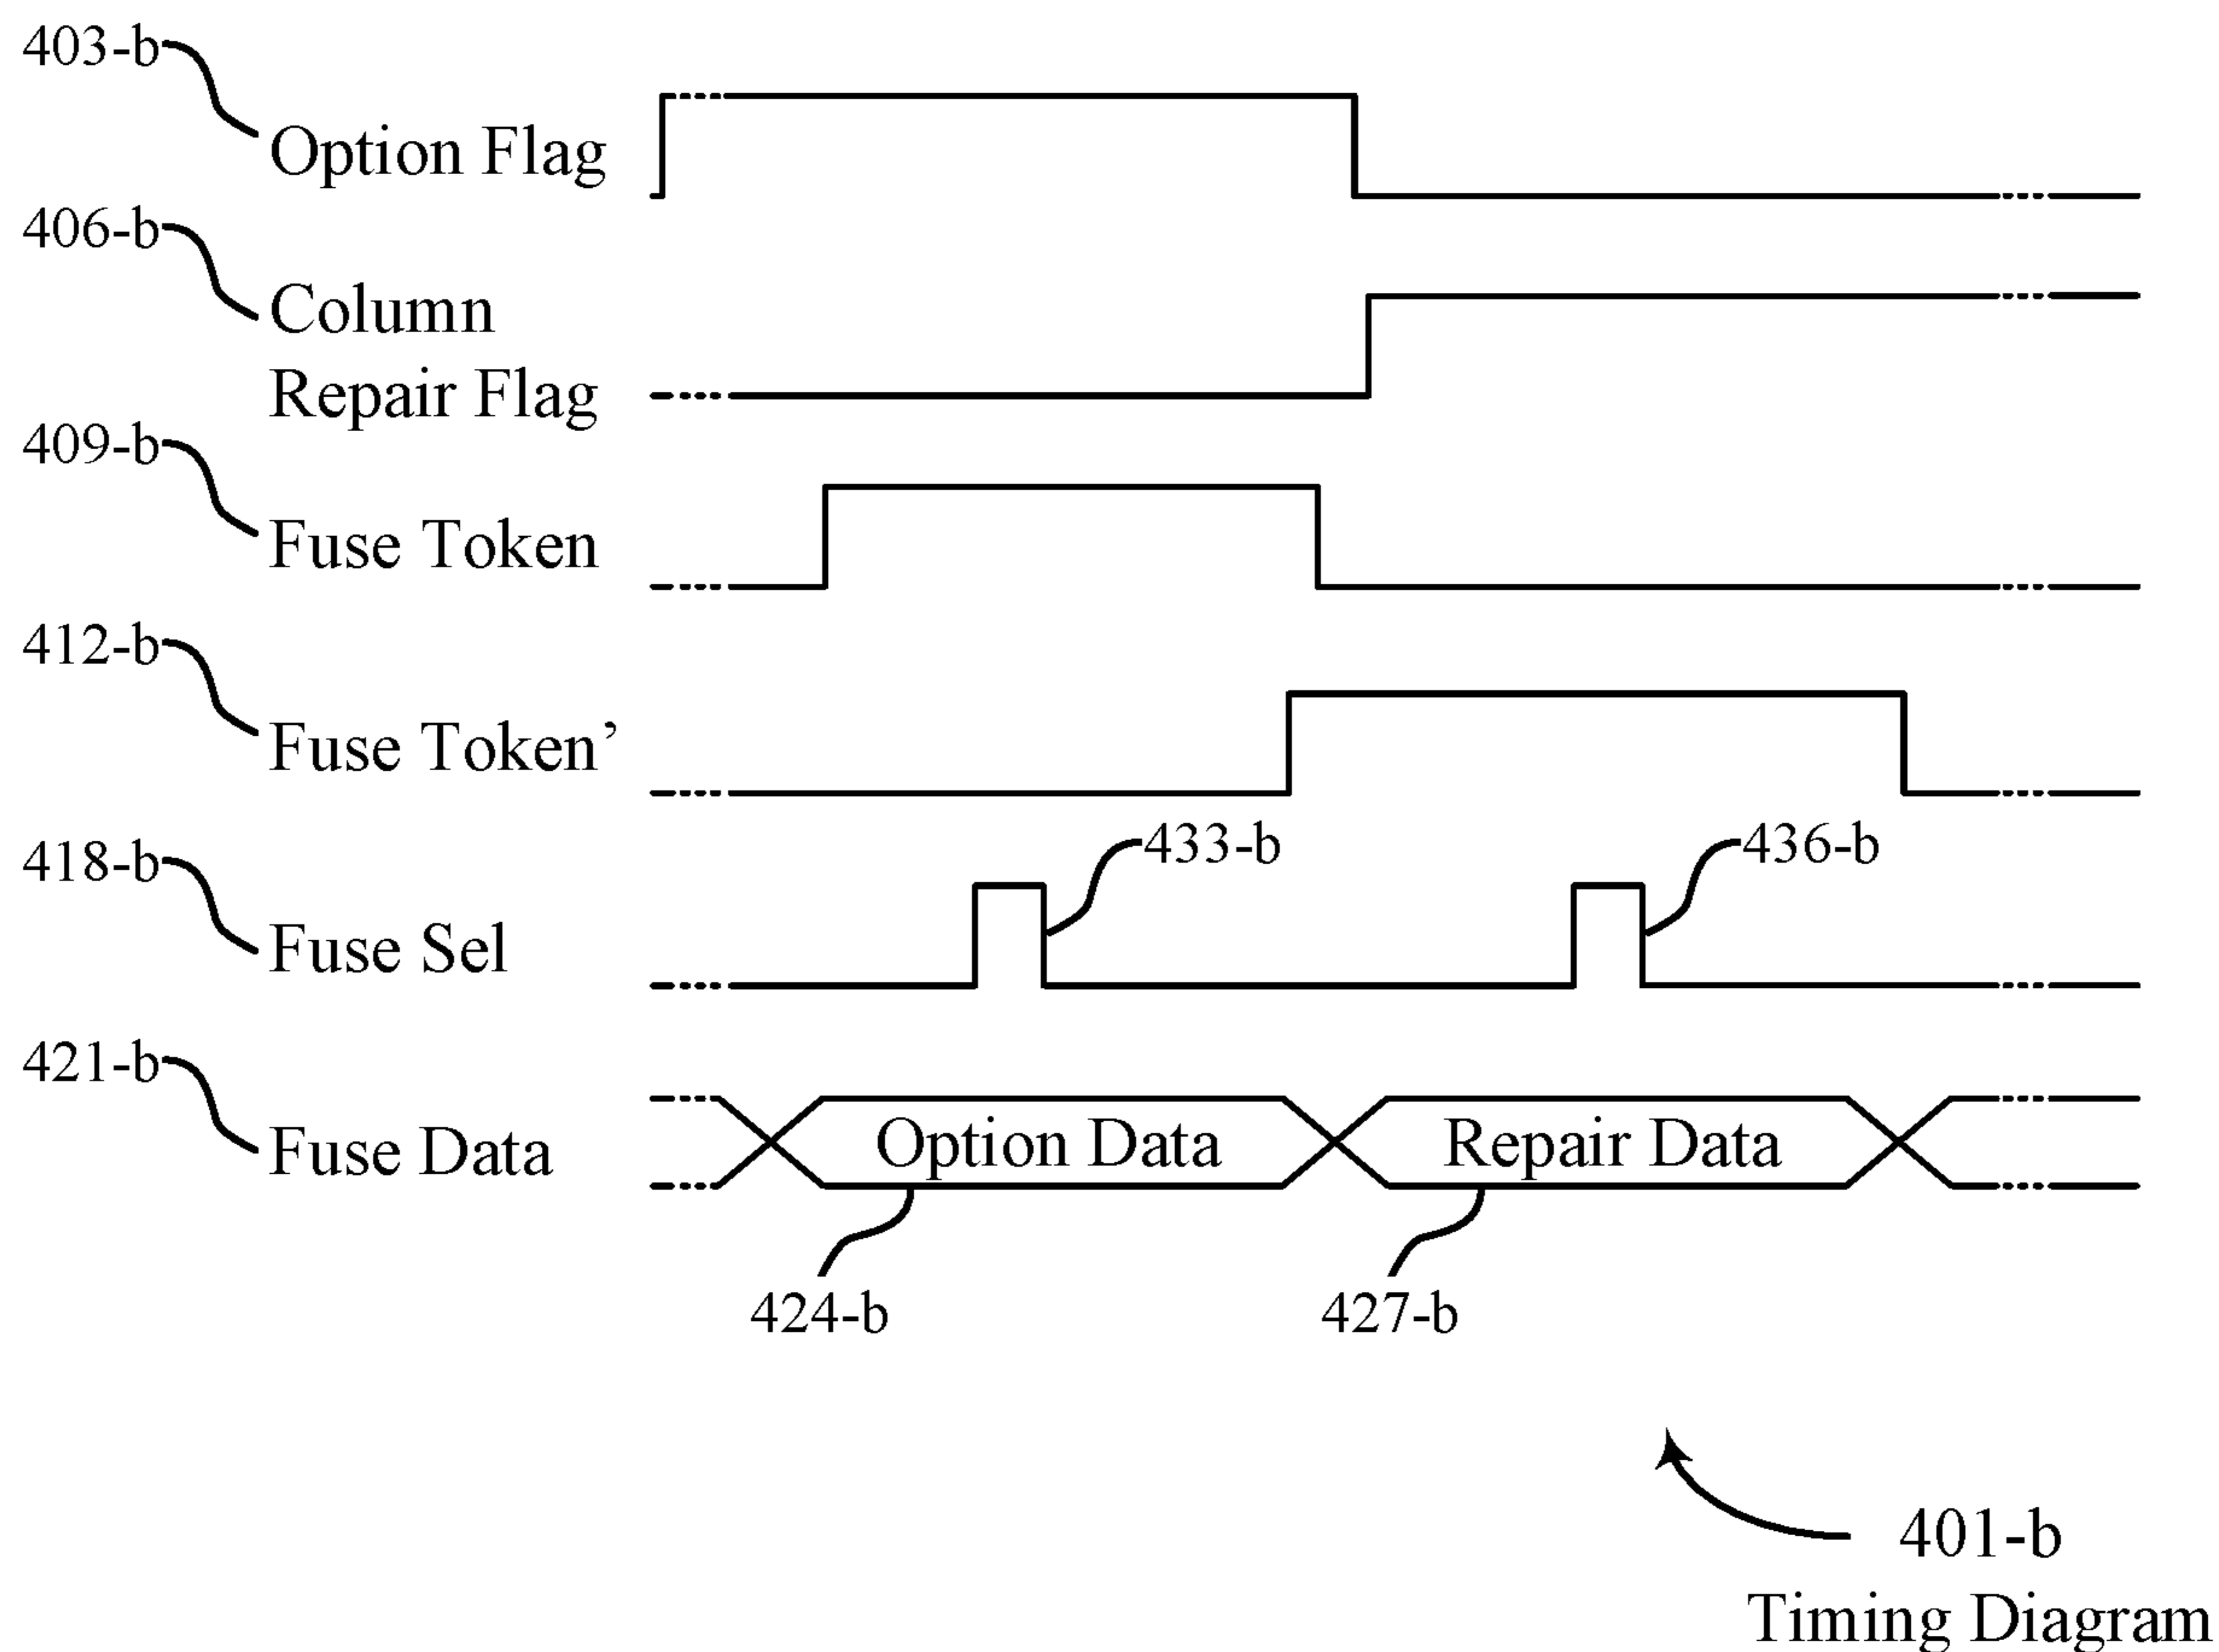 403-b
Option Flag
406-b
Column
Repair Flag
409-b
Fuse Token
412-b
Fuse Token’
433-b
436-b
418-b
Fuse Sel
421-b
Fuse Data
Option Data
Repair Data
424-b
427-b
401-b
Timing Diagram